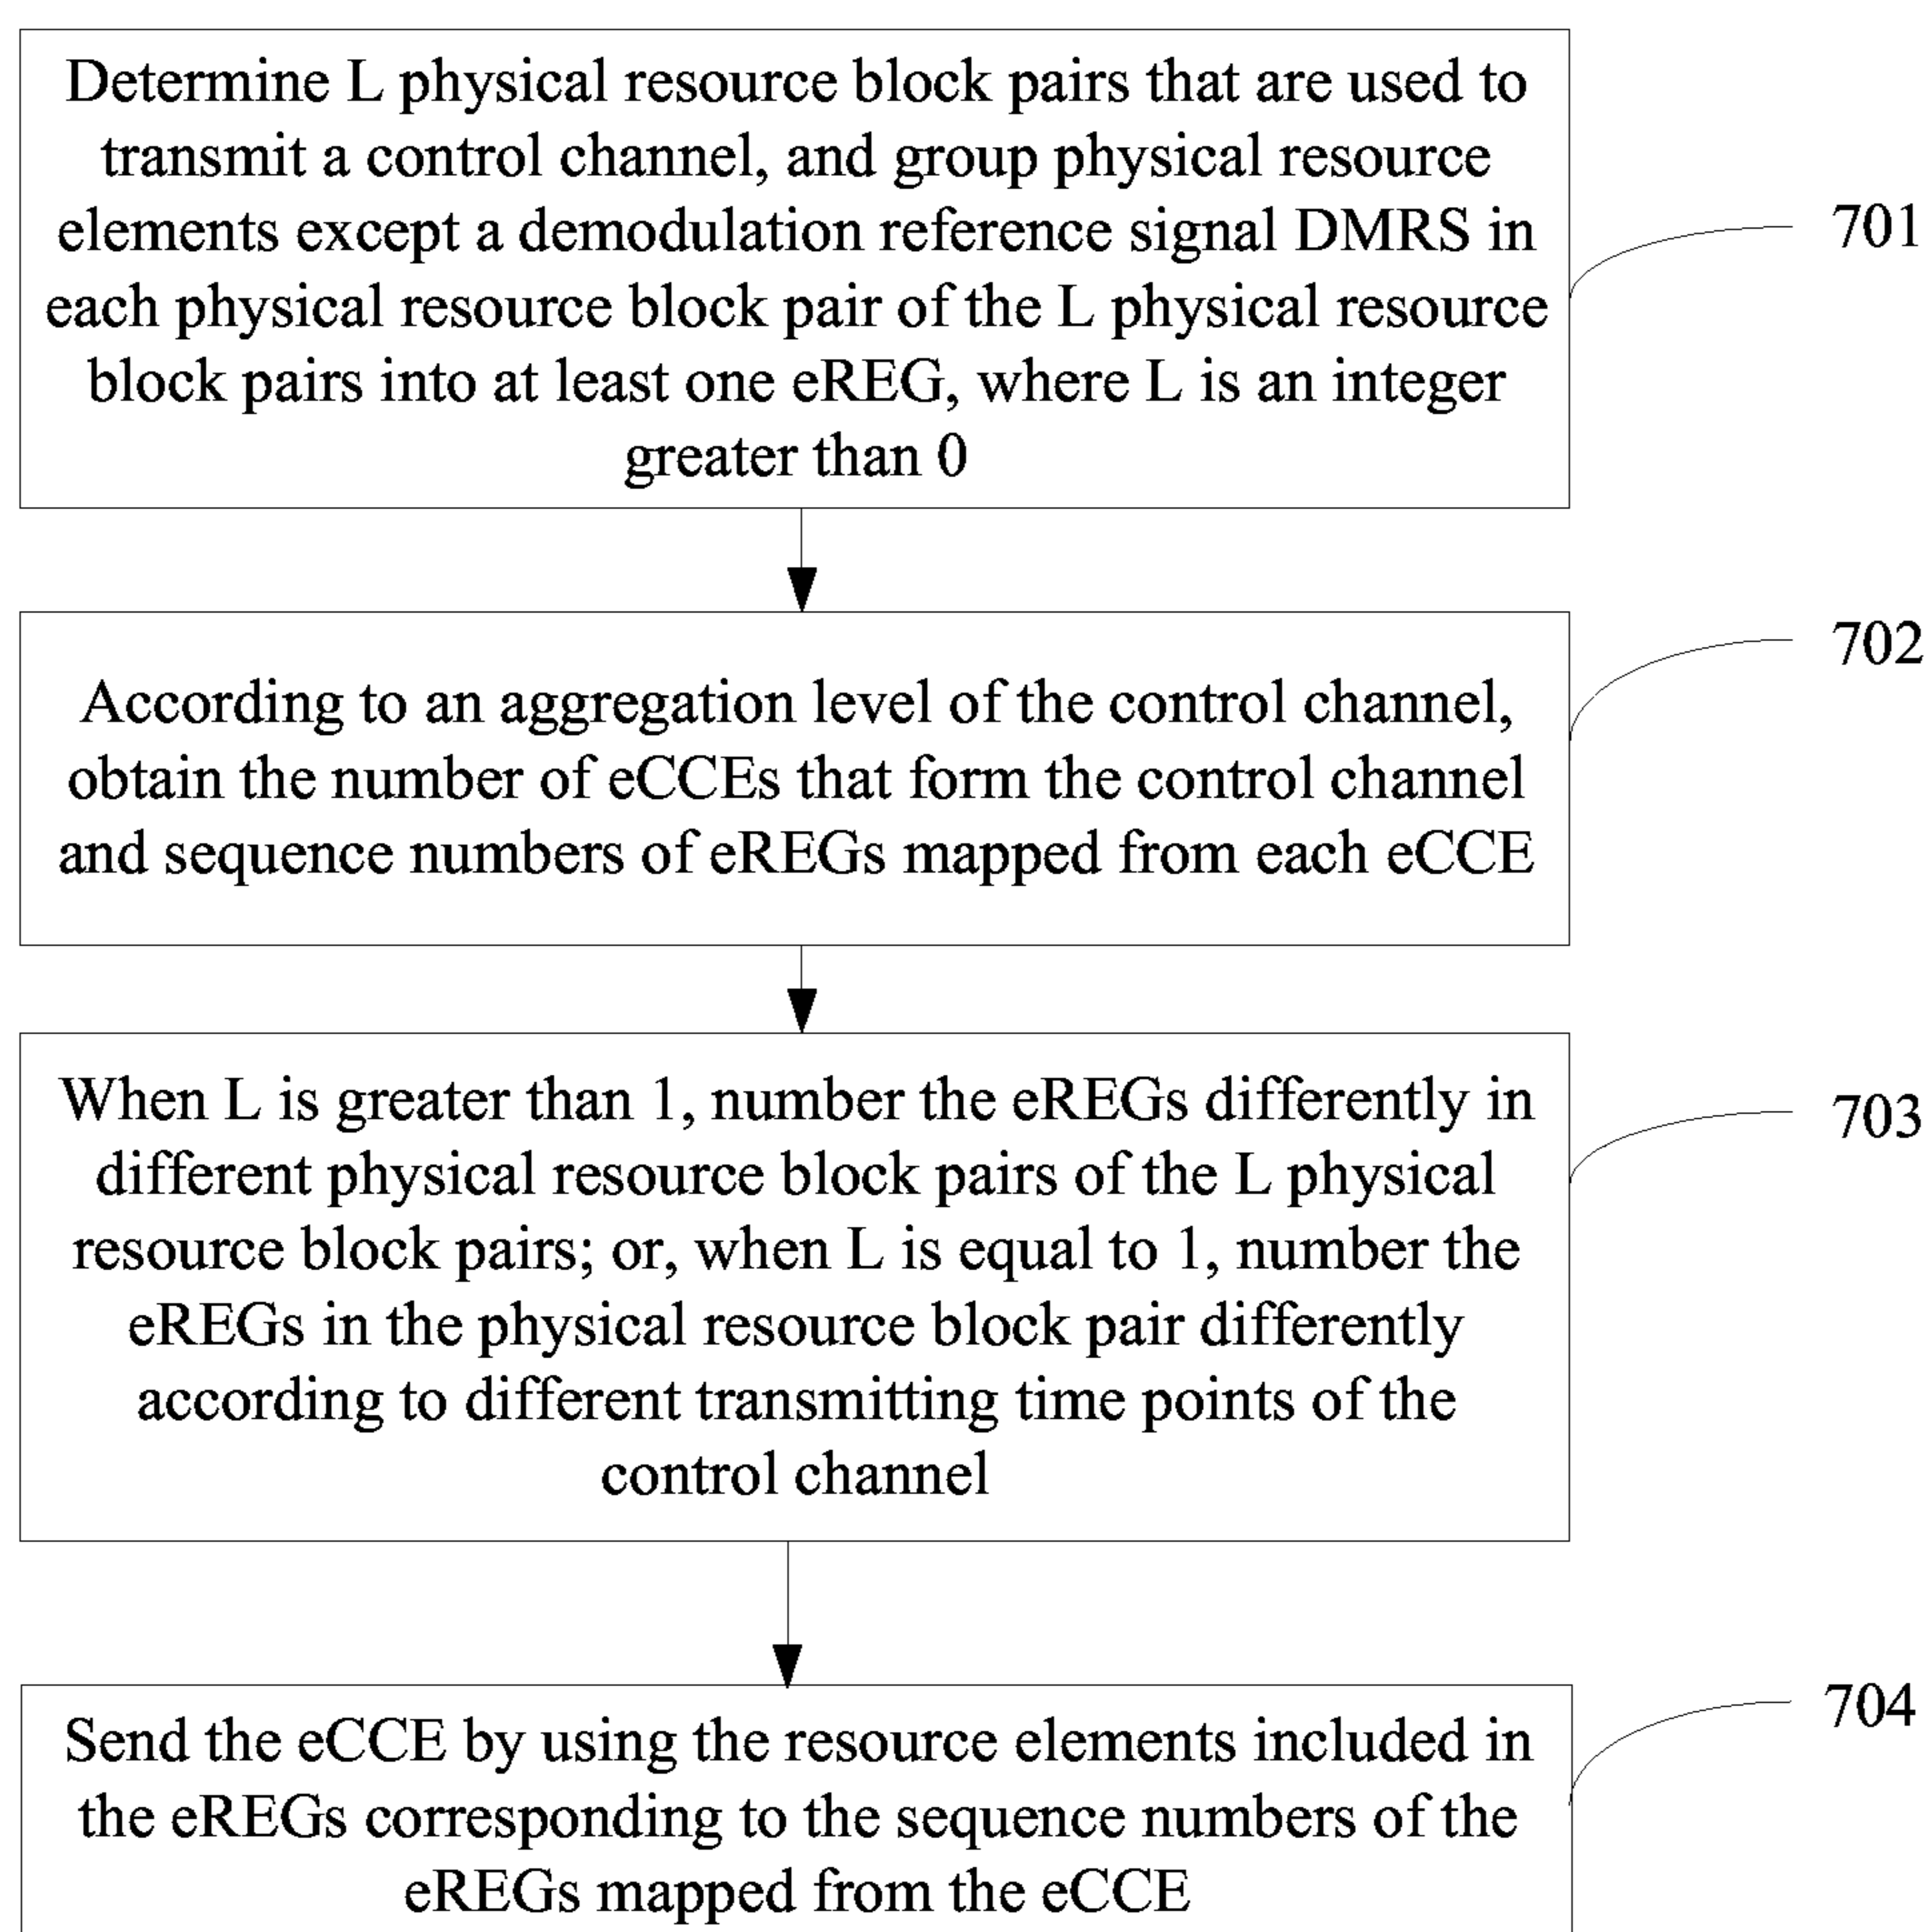 Determine L physical resource block pairs that are used to
transmit a control channel, and group physical resource
elements except a demodulation reference signal DMRS in
each physical resource block pair of the L physical resource
block pairs into at least one eREG, where L is an integer
greater than 0
701
According to an aggregation level of the control channel,
obtain the number of eCCEs that form the control channel
and sequence numbers of eREGs mapped from each eCCE
702
When L is greater than 1, number the eREGs differently in
different physical resource block pairs of the L physical
resource block pairs; or, when L is equal to 1, number the
eREGs in the physical resource block pair differently
according to different transmitting time points of the
control channel
703
Send the eCCE by using the resource elements included in
the eREGs corresponding to the sequence numbers of the
eREGs mapped from the eCCE
704